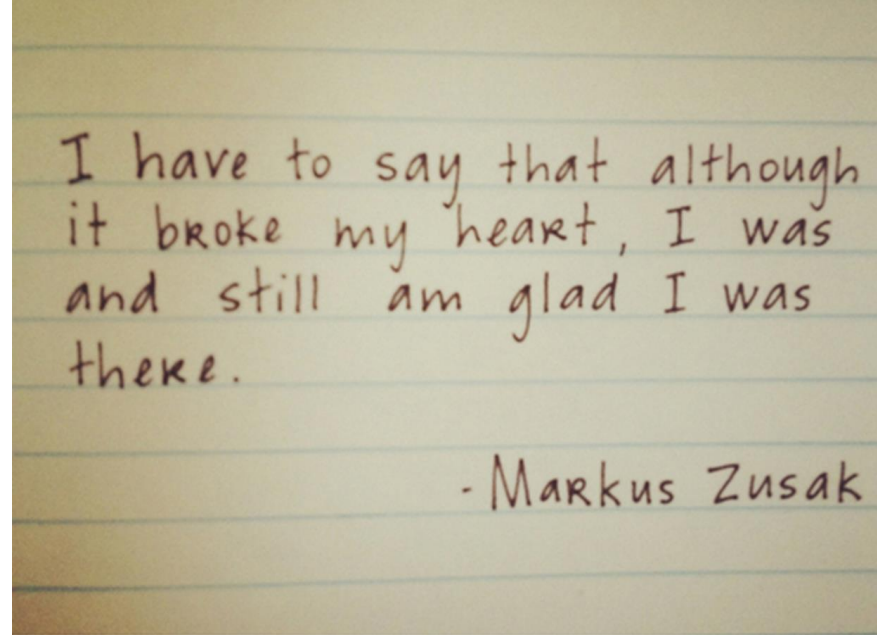 I have to say that although
it broke my heart, I was
and still am glad I was
there.
- Markus Zusak